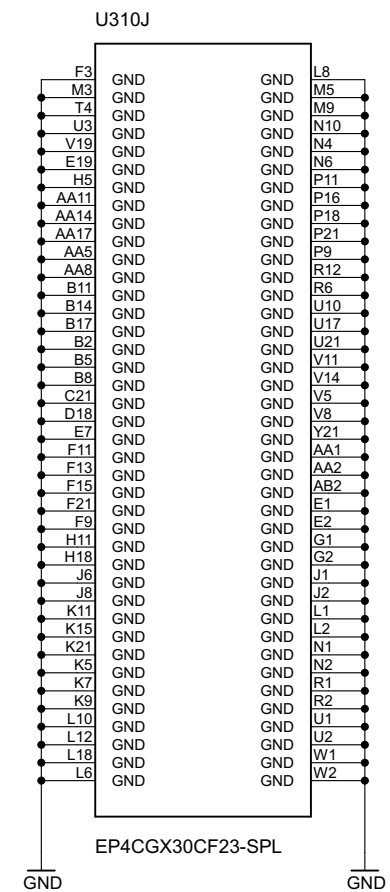 U310J
F3 GND GND L8
M3 GND GND M5
T4 GND GND M9
U3 GND GND N10
V19 GND GND N4
E19 GND GND N6
H5 GND GND P11
AA11 GND GND P16
AA14 GND GND P18
AA17 GND GND P21
AA5 GND GND P9
AA8 GND GND R12
B11 GND GND R6
B14 GND GND U10
B17 GND GND U17
B2 GND GND U21
B5 GND GND V11
B8 GND GND V14
C21 GND GND V5
D18 GND GND V8
E7 GND GND Y21
F11 GND GND AA1
F13 GND GND AA2
F15 GND GND AB2
F21 GND GND E1
F9 GND GND E2
H11 GND GND G1
H18 GND GND G2
J6 GND GND J1
J8 GND GND J2
K11 GND GND L1
K15 GND GND L2
K21 GND GND N1
K5 GND GND N2
K7 GND GND R1
K9 GND GND R2
L10 GND GND U1
L12 GND GND U2
L18 GND GND W1
L6 GND GND W2
EP4CGX30CF23-SPL
GND GND